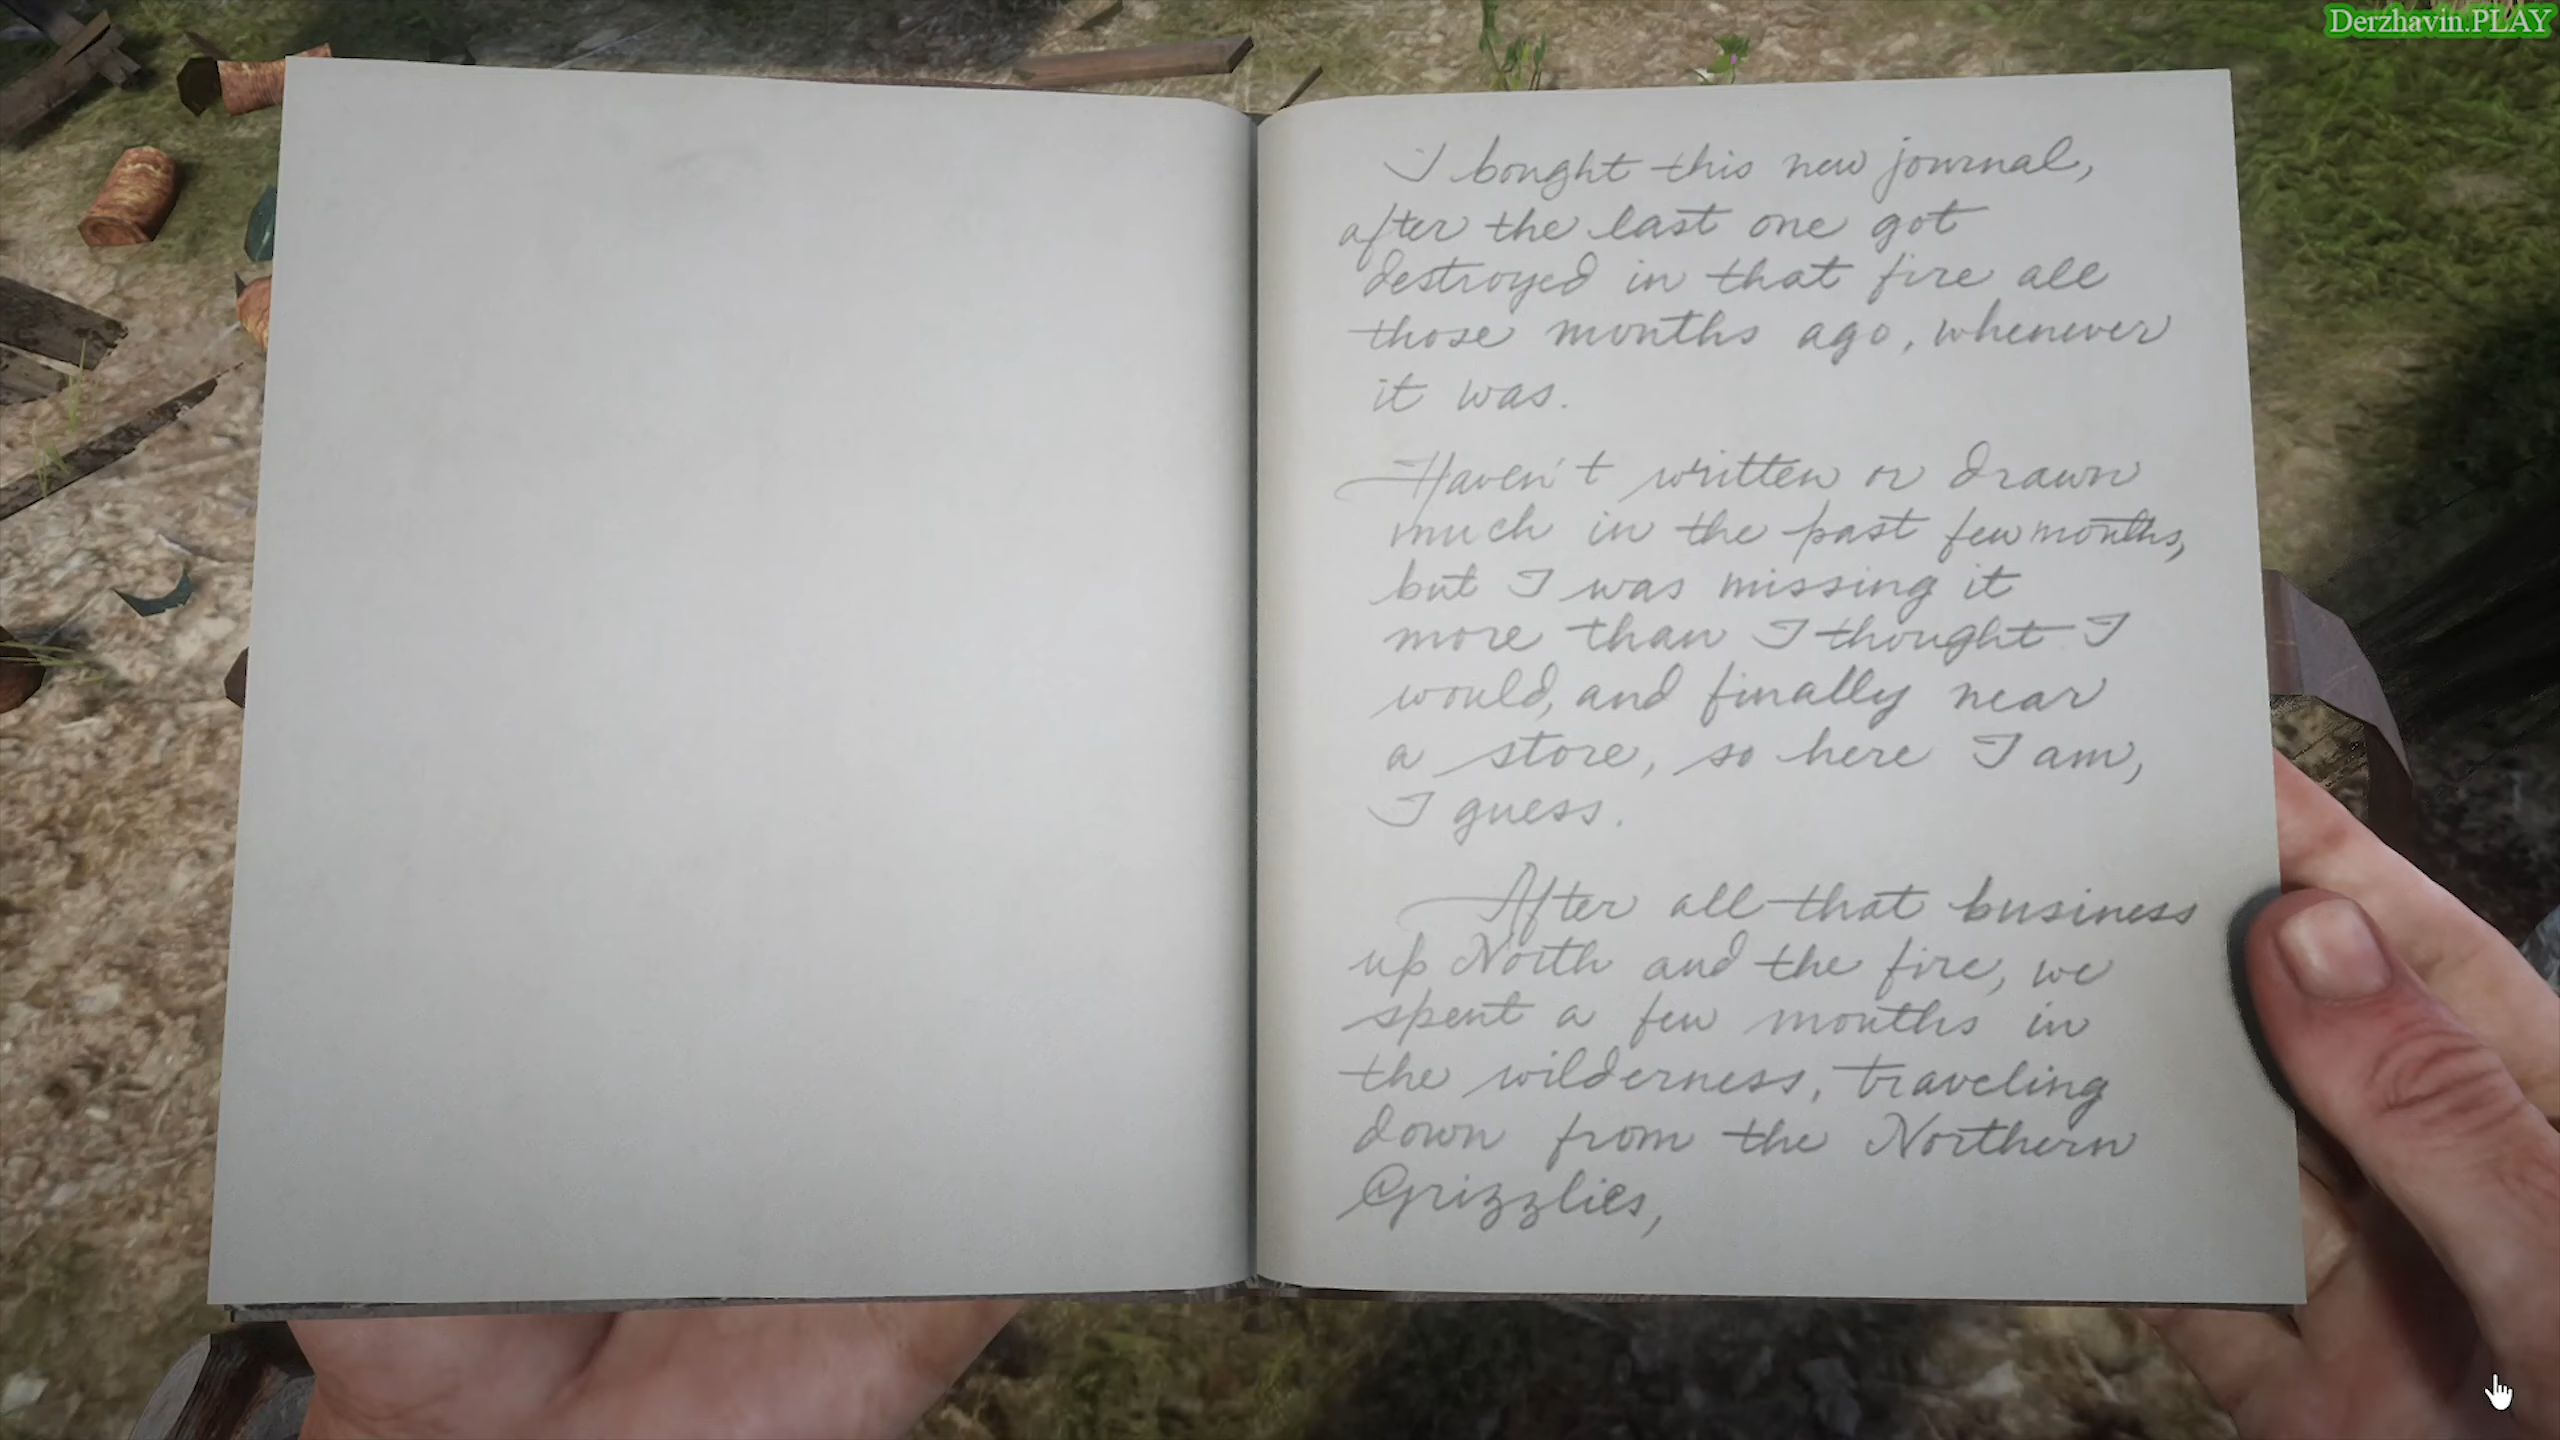 Derzhavin.PLAY
I bought this new journal,
after the last one got
destroyed in that fire all
those months ago, whenever
it was.
Haven't written or drawn
much in the past few months,
but I was missing it
more than I thought I
would, and finally near
a store, so here I am,
I guess.
After all that business
up North and the fire, we
spent a few months in
the wilderness, traveling
down from the Northern
Grizzlies,